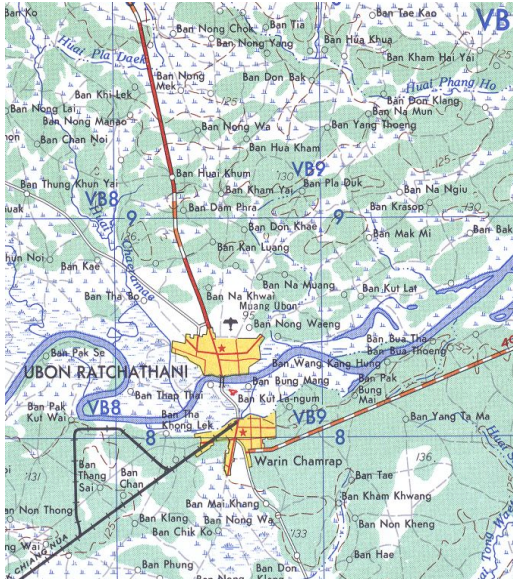 Ban Ko
Ban Nong Chok
Ban Tia
Ban Tae Kao
VB
Huai Pla Daek
Ban Nong Yang
Ban Hua Khua
Ban Kham Hai Yai
Ban Nong
Mek
Ban Don Bak
Huai Phang Ho
Ban Khi Lek
125
Ban Don Klang
Ban Nong Lai
Ban Na Mun
Ban Nong Manao
Ban Nong Wa
Ban Yang Thoeng
Ban Chan Noi
Ban Hua Kham
125
Ban Huai Khum
VB9
130
Ban Thung Khun Yai
Ban Kham Yai
Ban Pla Duk
Ban Na Ngiu
VB8
Ban Dam Phra
Ban Krasop
9
9
Ban Don Khae
Ban Mak Mi
Ban Bak
Ban Kan Luang
Ban Kae
Ban Na Muang
Ban Kut Lat
Ban Tha Bo
Ban Na Khwai
Muang Ubon
Ban Nong Waeng
Ban Bua Tha
Ban Bua Thoeng
Ban Pak Se
Ban Wang Kang Hung
UBON RATCHATHANI
Ban Bung Mang
Ban Pak
Bung
Mai
Ban Thap Thai
Ban Kut La-ngum
Ban Pak
Kut Wai
VB8
Ban Tha
Khong Lek
VB9
Ban Yang Ta Ma
8
8
Warin Chamrap
136
131
Ban
Thang
Sai
Ban
Chan
Ban Tae
Ban Kham Khwang
Non Thong
Ban Mai Khang
Ban Klang
Ban Nong Wa
Ban Non Kheng
Ban Chik Ko
133
CHIANG NUA
Ban Hae
Ban Phung
Ban Don